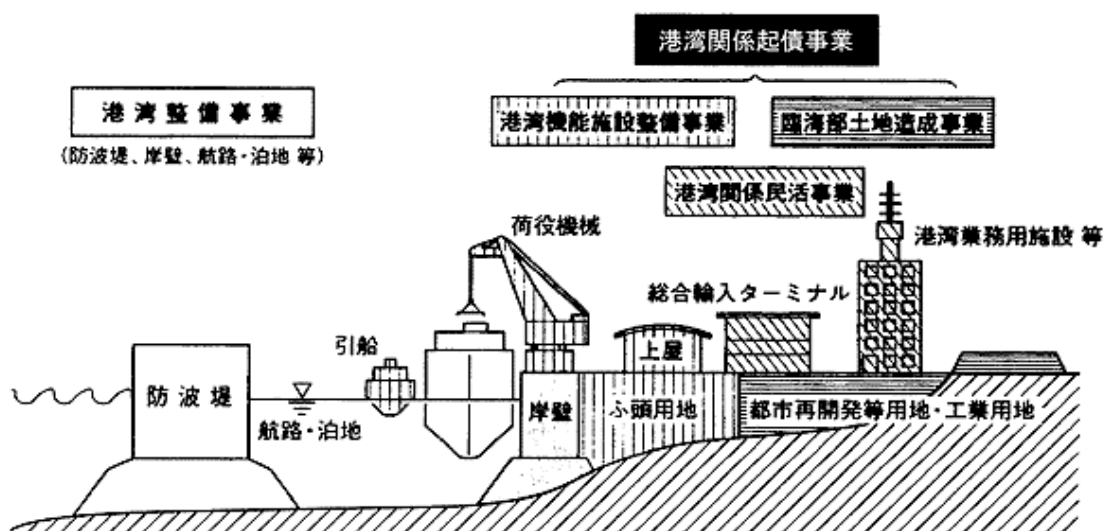 港湾関係起債事業
港湾整備事業
(防波堤、岸壁、航路・泊地 等)
港湾機能施設整備事業
臨海部土地造成事業
港湾関係民活事業
荷役機械
港湾業務用施設 等
総合輸入ターミナル
引船
上屋
防波堤
航路・泊地
岸壁
ふ頭用地
都市再開発等用地・工業用地